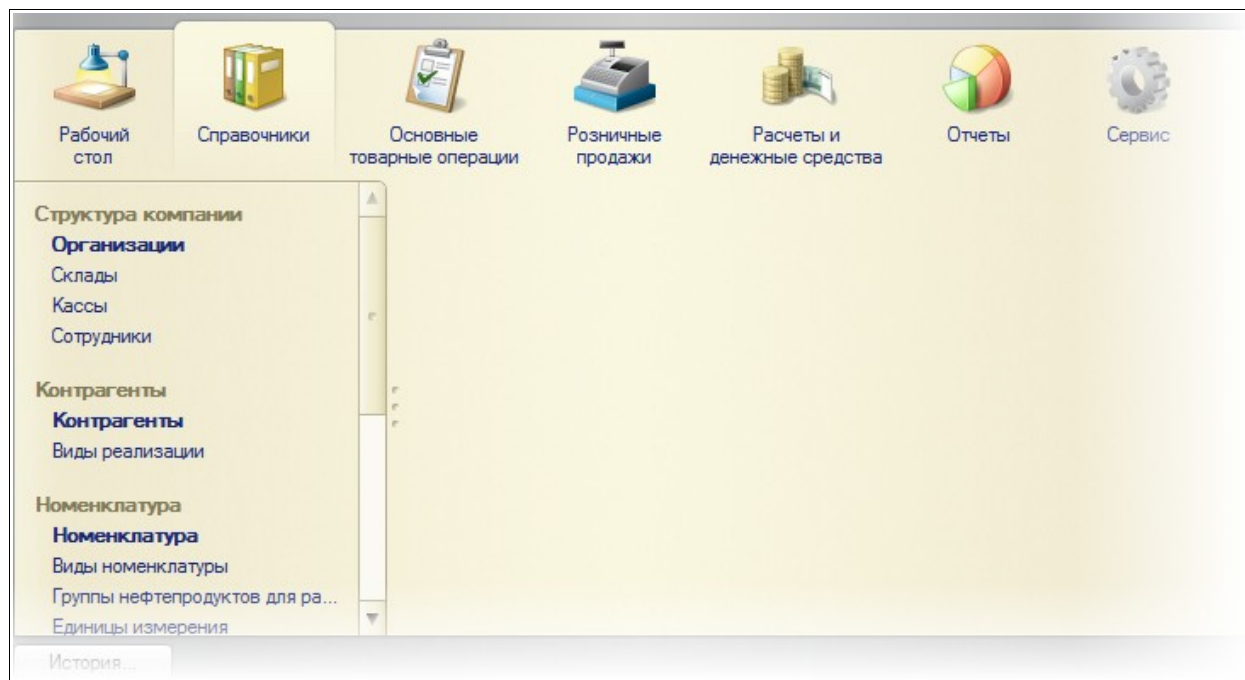 Рабочий
стол
Справочники
Основные
товарные операции
Розничные
продажи
Расчеты и
денежные средства
Отчеты
Сервис
Структура компании
Организации
Склады
Кассы
Сотрудники
Контрагенты
Контрагенты
Виды реализации
Номенклатура
Номенклатура
Виды номенклатуры
Группы нефтепродуктов для ра...
Единицы измерения
История...